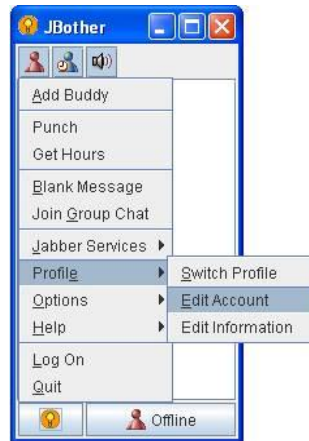 JBother
Add Buddy
Punch
Get Hours
Blank Message
Join Group Chat
Jabber Services
Profile
Switch Profile
Edit Account
Edit Information
Options
Help
Log On
Quit
Offline